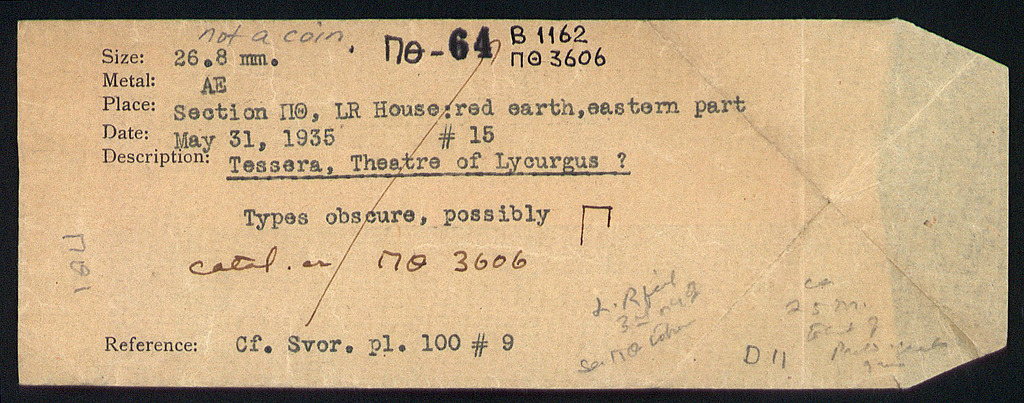 not a coin.
ΠΘ-64 B 1162
ΠΘ 3606
Size: 26.8 mm.
Metal: AE
Place: Section ΠΘ, LR House:red earth,eastern part
Date: May 31, 1935 # 15
Description: Tessera, Theatre of Lycurgus ?
Types obscure, possibly Π
catal. as ΠΘ 3606
Reference: Cf. Svor. pl. 100 # 9
D 11